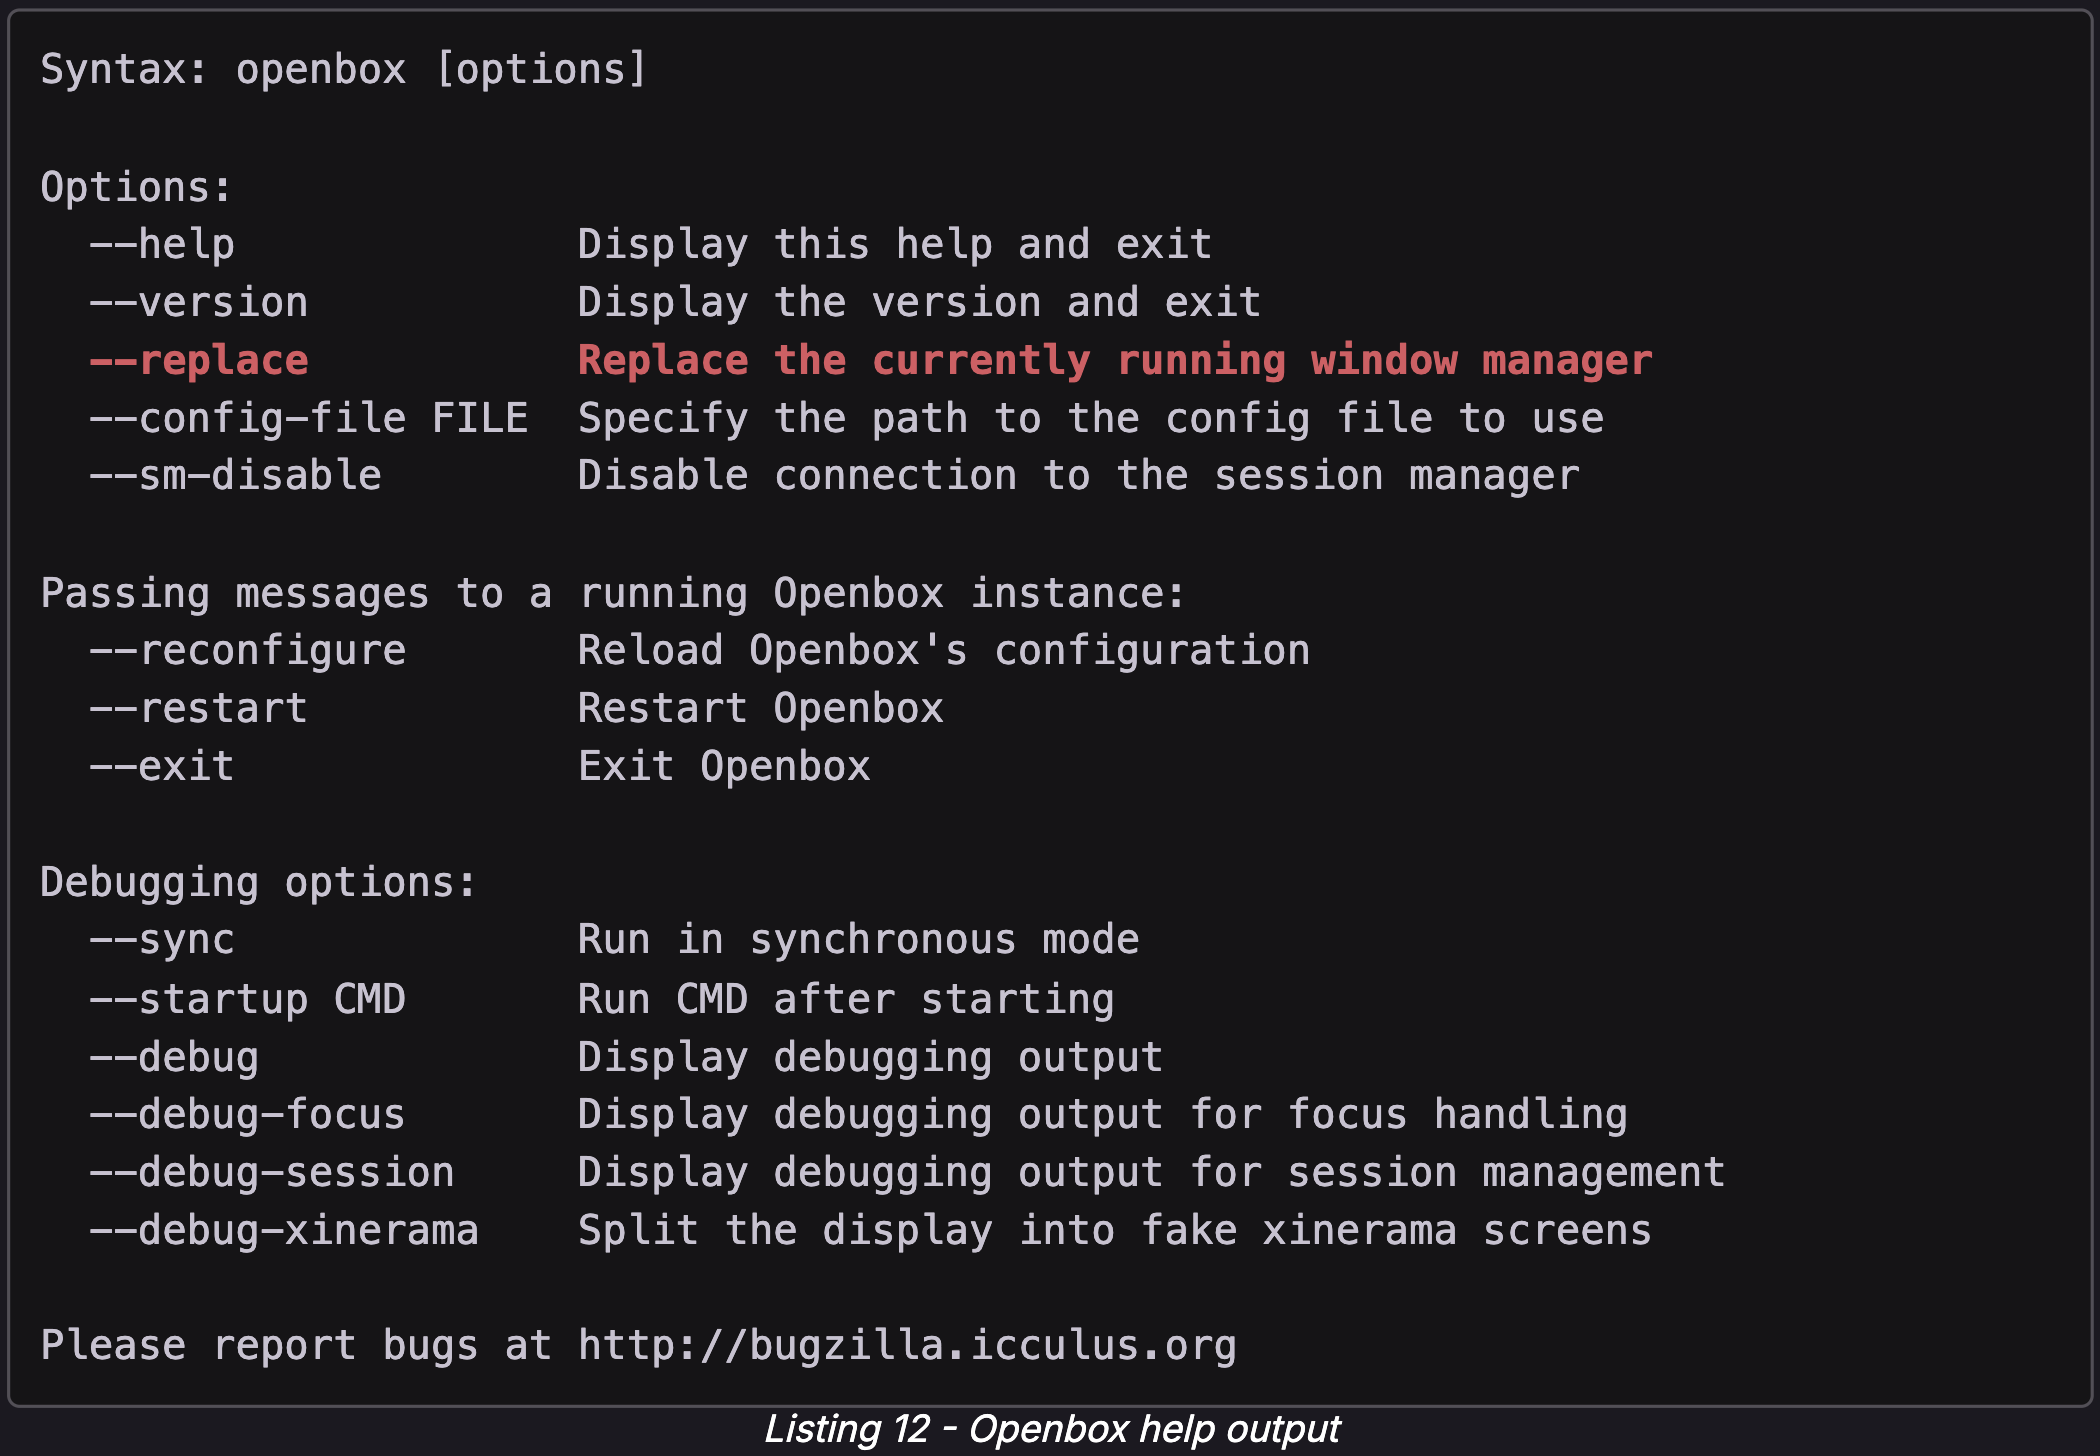 Syntax: openbox [options]
Options:
--help Display this help and exit
--version Display the version and exit
--replace Replace the currently running window manager
--config-file FILE Specify the path to the config file to use
--sm-disable Disable connection to the session manager
Passing messages to a running Openbox instance:
--reconfigure Reload Openbox's configuration
--restart Restart Openbox
--exit Exit Openbox
Debugging options:
--sync Run in synchronous mode
--startup CMD Run CMD after starting
--debug Display debugging output
--debug-focus Display debugging output for focus handling
--debug-session Display debugging output for session management
--debug-xinerama Split the display into fake xinerama screens
Please report bugs at http://bugzilla.icculus.org
Listing 12 - Openbox help output